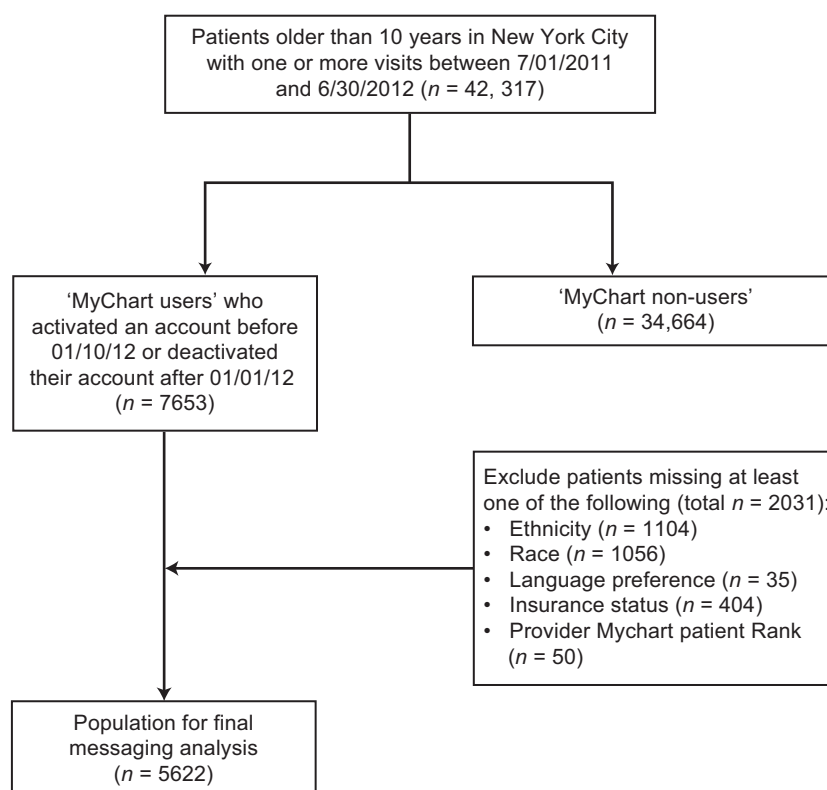 Patients older than 10 years in New York City
with one or more visits between 7/01/2011
and 6/30/2012 (n = 42, 317)
‘MyChart users’ who
activated an account before
01/10/12 or deactivated
their account after 01/01/12
(n = 7653)
‘MyChart non-users’
(n = 34,664)
Exclude patients missing at least
one of the following (total n = 2031):
• Ethnicity (n = 1104)
• Race (n = 1056)
• Language preference (n = 35)
• Insurance status (n = 404)
• Provider Mychart patient Rank
(n = 50)
Population for final
messaging analysis
(n = 5622)